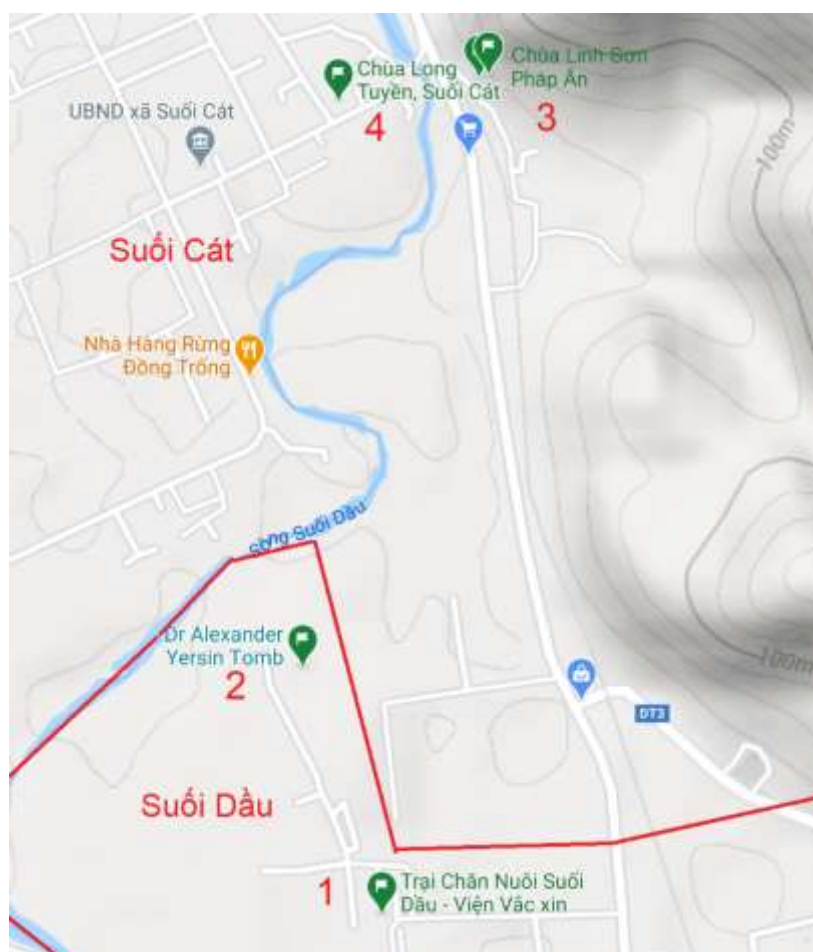 Chùa Linh Sơn
Pháp Ấn
3
Chùa Long
Tuyền, Suối Cát
4
UBND xã Suối Cát
100m
Suối Cát
Nhà Hàng Rừng
Đồng Trống
Sông Suối Dầu
Dr Alexander
Yersin Tomb
2
100m
ĐT3
Suối Dầu
1
Trại Chăn Nuôi Suối
Dầu - Viện Vắc xin